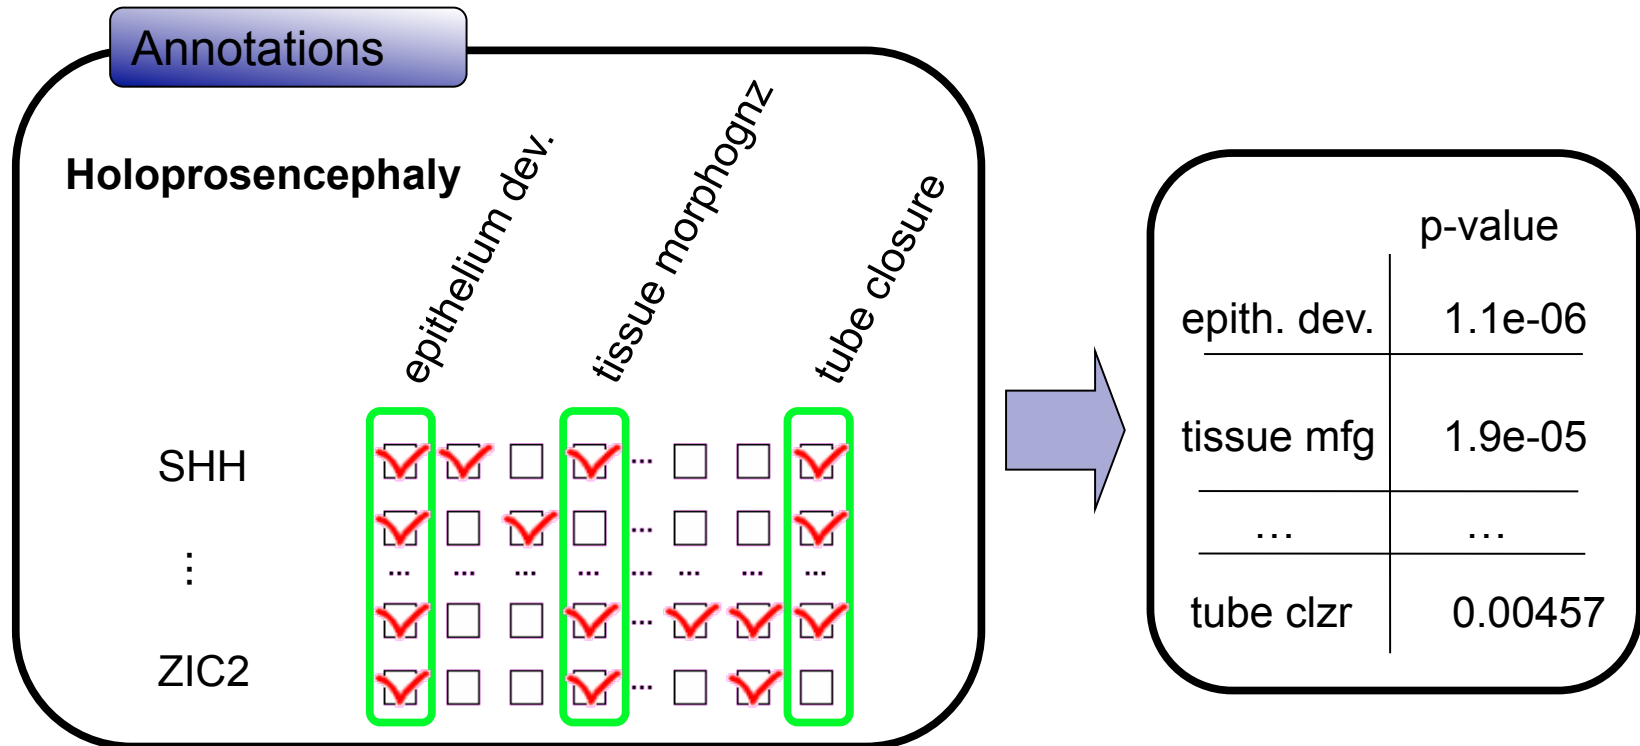 Annotations
Holoprosencephaly
epithelium dev.
tissue morphognz
tube closure
SHH
...
...
⋮
... ... ... ... ... ... ... ...
...
ZIC2
...
p-value
epith. dev. 1.1e-06
tissue mfg 1.9e-05
... ...
tube clzr 0.00457